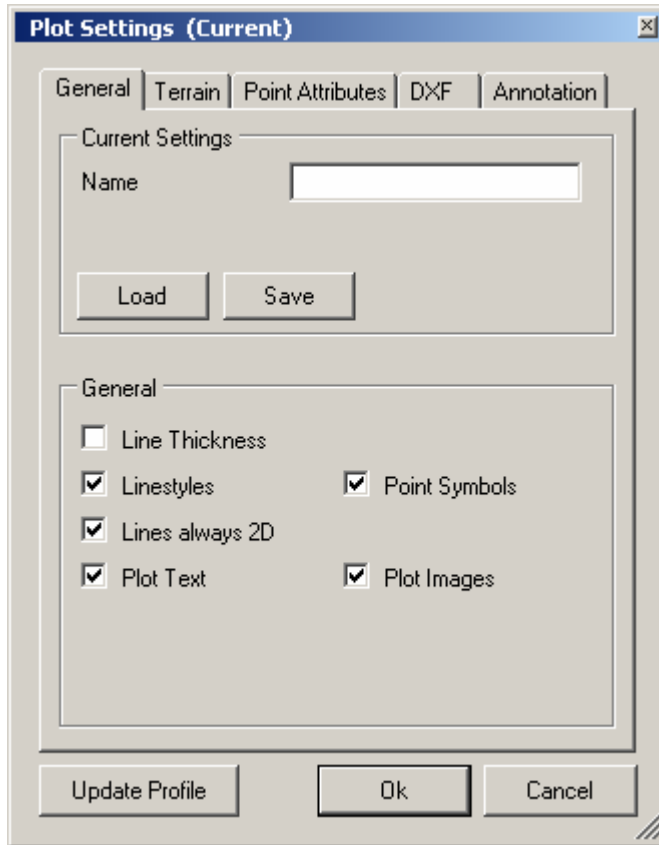 Plot Settings (Current)
General Terrain Point Attributes DXF Annotation
Current Settings
Name
Load Save
General
Line Thickness
Linestyles Point Symbols
Lines always 2D
Plot Text Plot Images
Update Profile Ok Cancel